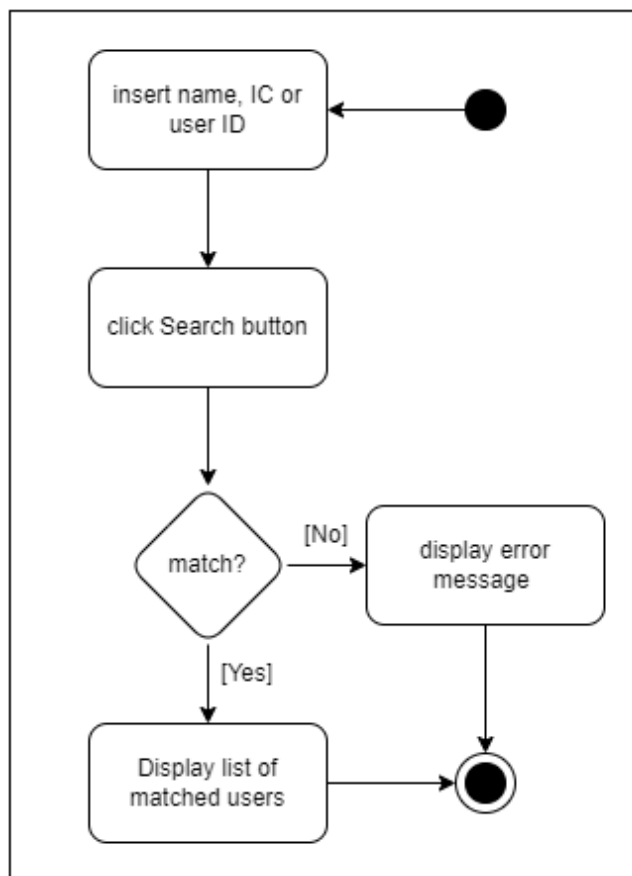 insert name, IC or
user ID
click Search button
match?
[No]
display error
message
[Yes]
Display list of
matched users